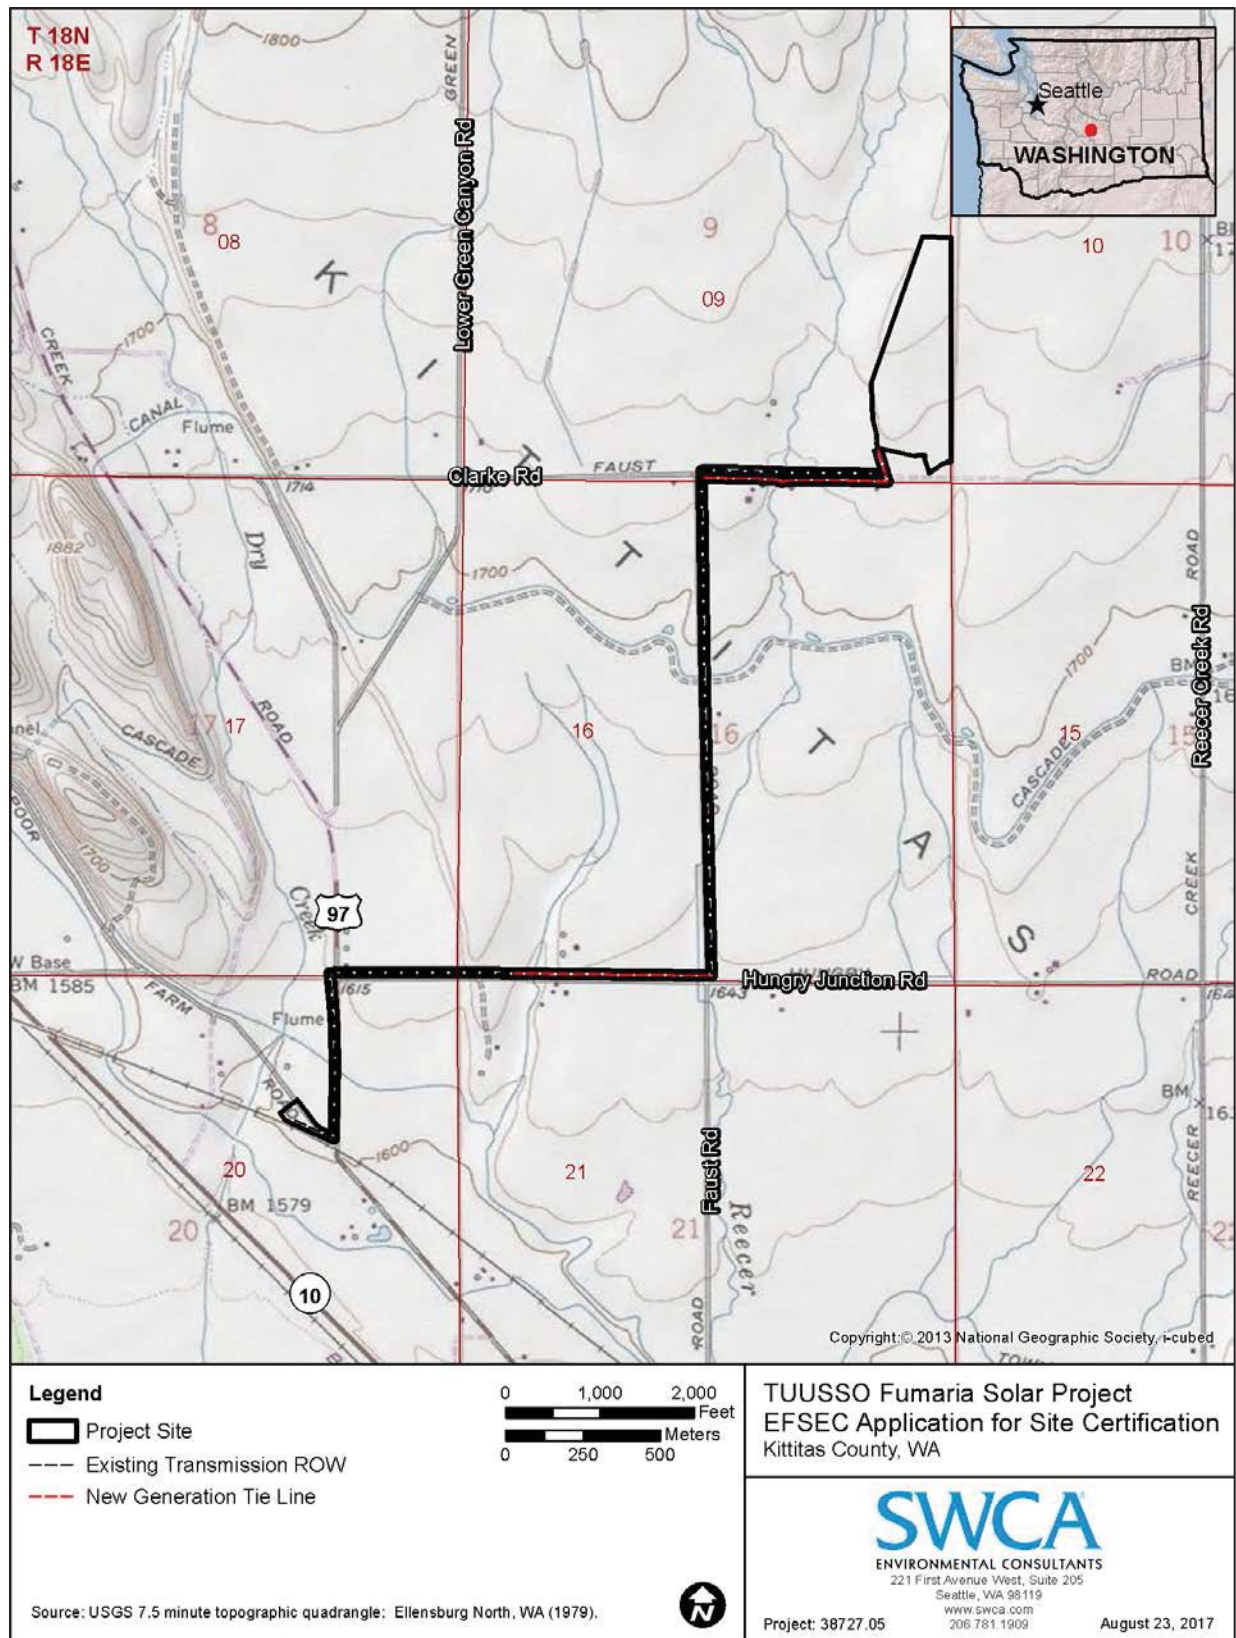 T 18N
R 18E
1800
GREEN
Lower Green Canyon Rd
Seattle
WASHINGTON
8
08
9
09
10
10
K
I
T
T
I
T
A
S
1700
CREEK
CANAL
Flume
1714
Clarke Rd
FAUST
Dry
1882
1700
ROAD
Reecer Creek Rd
1700
BM
17
17
ROAD
CASCADE
16
16
15
15
CASCADE
1700
Creek
97
CREEK
W Base
BM 1585
FARM
1615
Hungry Junction Rd
ROAD
1643
Flume
ROAD
BM
1600
20
BM 1579
20
21
21
Faust Rd
Reecer
22
REECER
10
ROAD
Copyright:© 2013 National Geographic Society, i-cubed
Legend
Project Site
Existing Transmission ROW
New Generation Tie Line
0 1,000 2,000
Feet
Meters
0 250 500
Source: USGS 7.5 minute topographic quadrangle: Ellensburg North, WA (1979).
N
TUUSSO Fumaria Solar Project
EFSEC Application for Site Certification
Kittitas County, WA
SWCA
ENVIRONMENTAL CONSULTANTS
221 First Avenue West, Suite 205
Seattle, WA 98119
www.swca.com
206.781.1909
Project: 38727.05
August 23, 2017